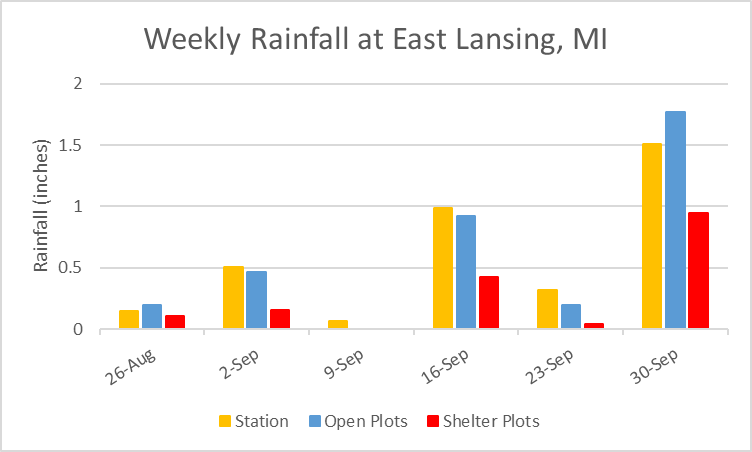 Weekly Rainfall at East Lansing, MI
Rainfall (inches)
2
1.5
1
0.5
0
26-Aug
2-Sep
9-Sep
16-Sep
23-Sep
30-Sep
Station
Open Plots
Shelter Plots